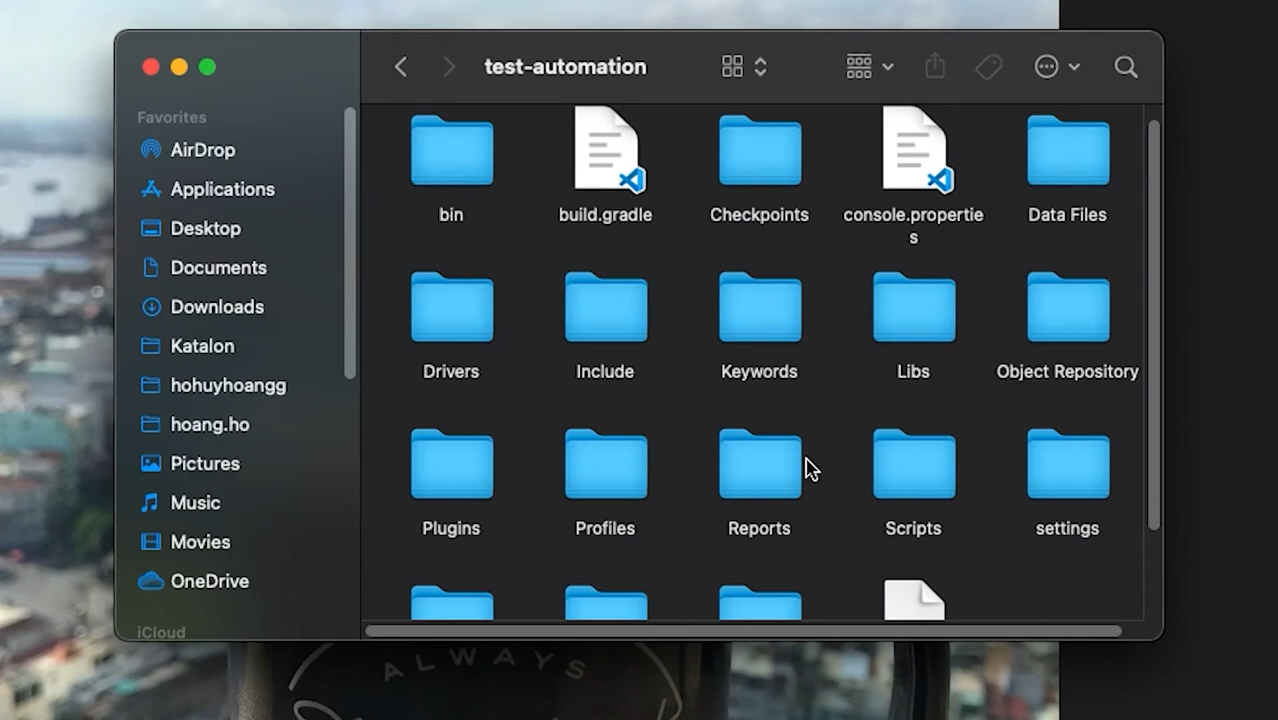 test-automation
Favorites
AirDrop
Applications
Desktop
Documents
Downloads
Katalon
hohuyhoangg
hoang.ho
Pictures
Music
Movies
OneDrive
iCloud
bin
build.gradle
Checkpoints
console.propertie
s
Data Files
Drivers
Include
Keywords
Libs
Object Repository
Plugins
Profiles
Reports
Scripts
settings
ALWAYS